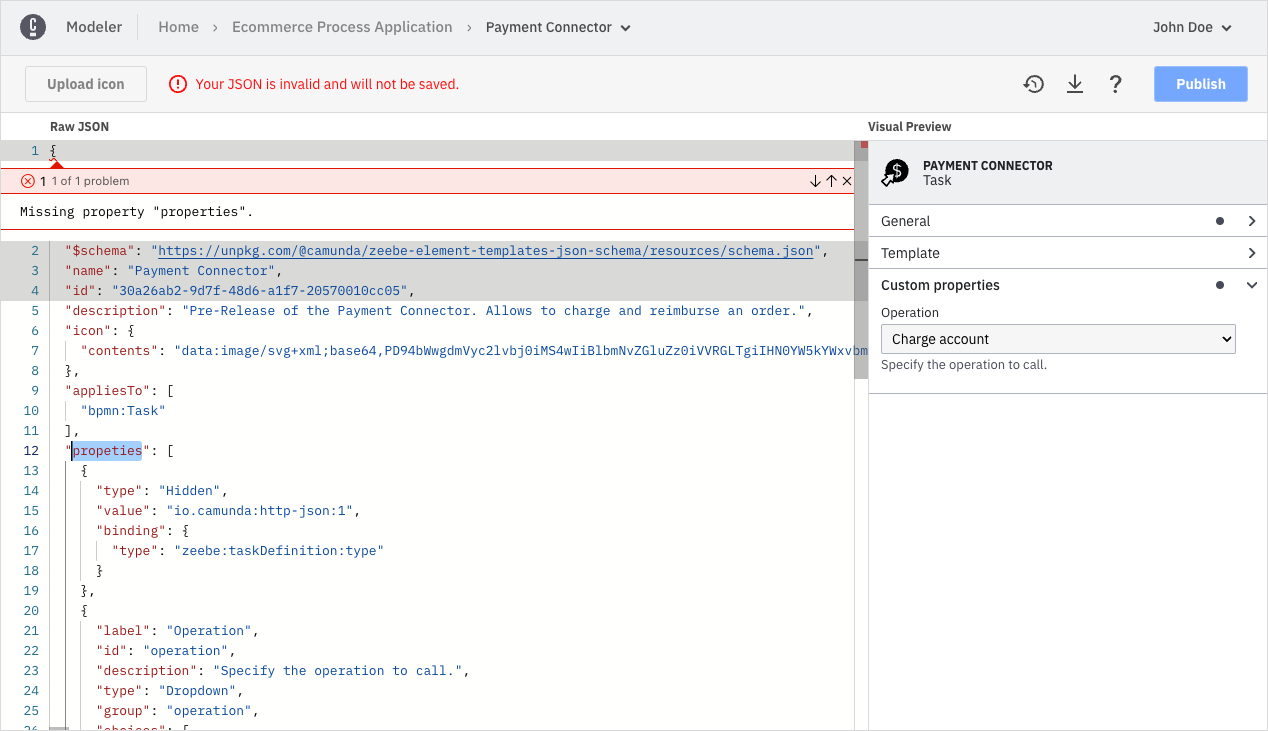 Modeler Home › Ecommerce Process Application › Payment Connector John Doe
Upload icon Your JSON is invalid and will not be saved. ? Publish
Raw JSON Visual Preview
1 {
1 1 of 1 problem
Missing property "properties".
2 "$schema": "https://unpkg.com/@camunda/zeebe-element-templates-json-schema/resources/schema.json",
3 "name": "Payment Connector",
4 "id": "30a26ab2-9d7f-48d6-a1f7-20570010cc05",
5 "description": "Pre-Release of the Payment Connector. Allows to charge and reimburse an order.",
6 "icon": {
7 "contents": "data:image/svg+xml;base64,PD94bWwgdmVyc2lvbj0iMS4wIiBlbmNvZGluZz0iVVRGLTgiIHN0YW5kYWxvbm
8 },
9 "appliesTo": [
10 "bpmn:Task"
11 ],
12 "propeties": [
13 {
14 "type": "Hidden",
15 "value": "io.camunda:http-json:1",
16 "binding": {
17 "type": "zeebe:taskDefinition:type"
18 }
19 },
20 {
21 "label": "Operation",
22 "id": "operation",
23 "description": "Specify the operation to call.",
24 "type": "Dropdown",
25 "group": "operation",
26 "choices": [
PAYMENT CONNECTOR
Task
General
Template
Custom properties
Operation
Charge account
Specify the operation to call.